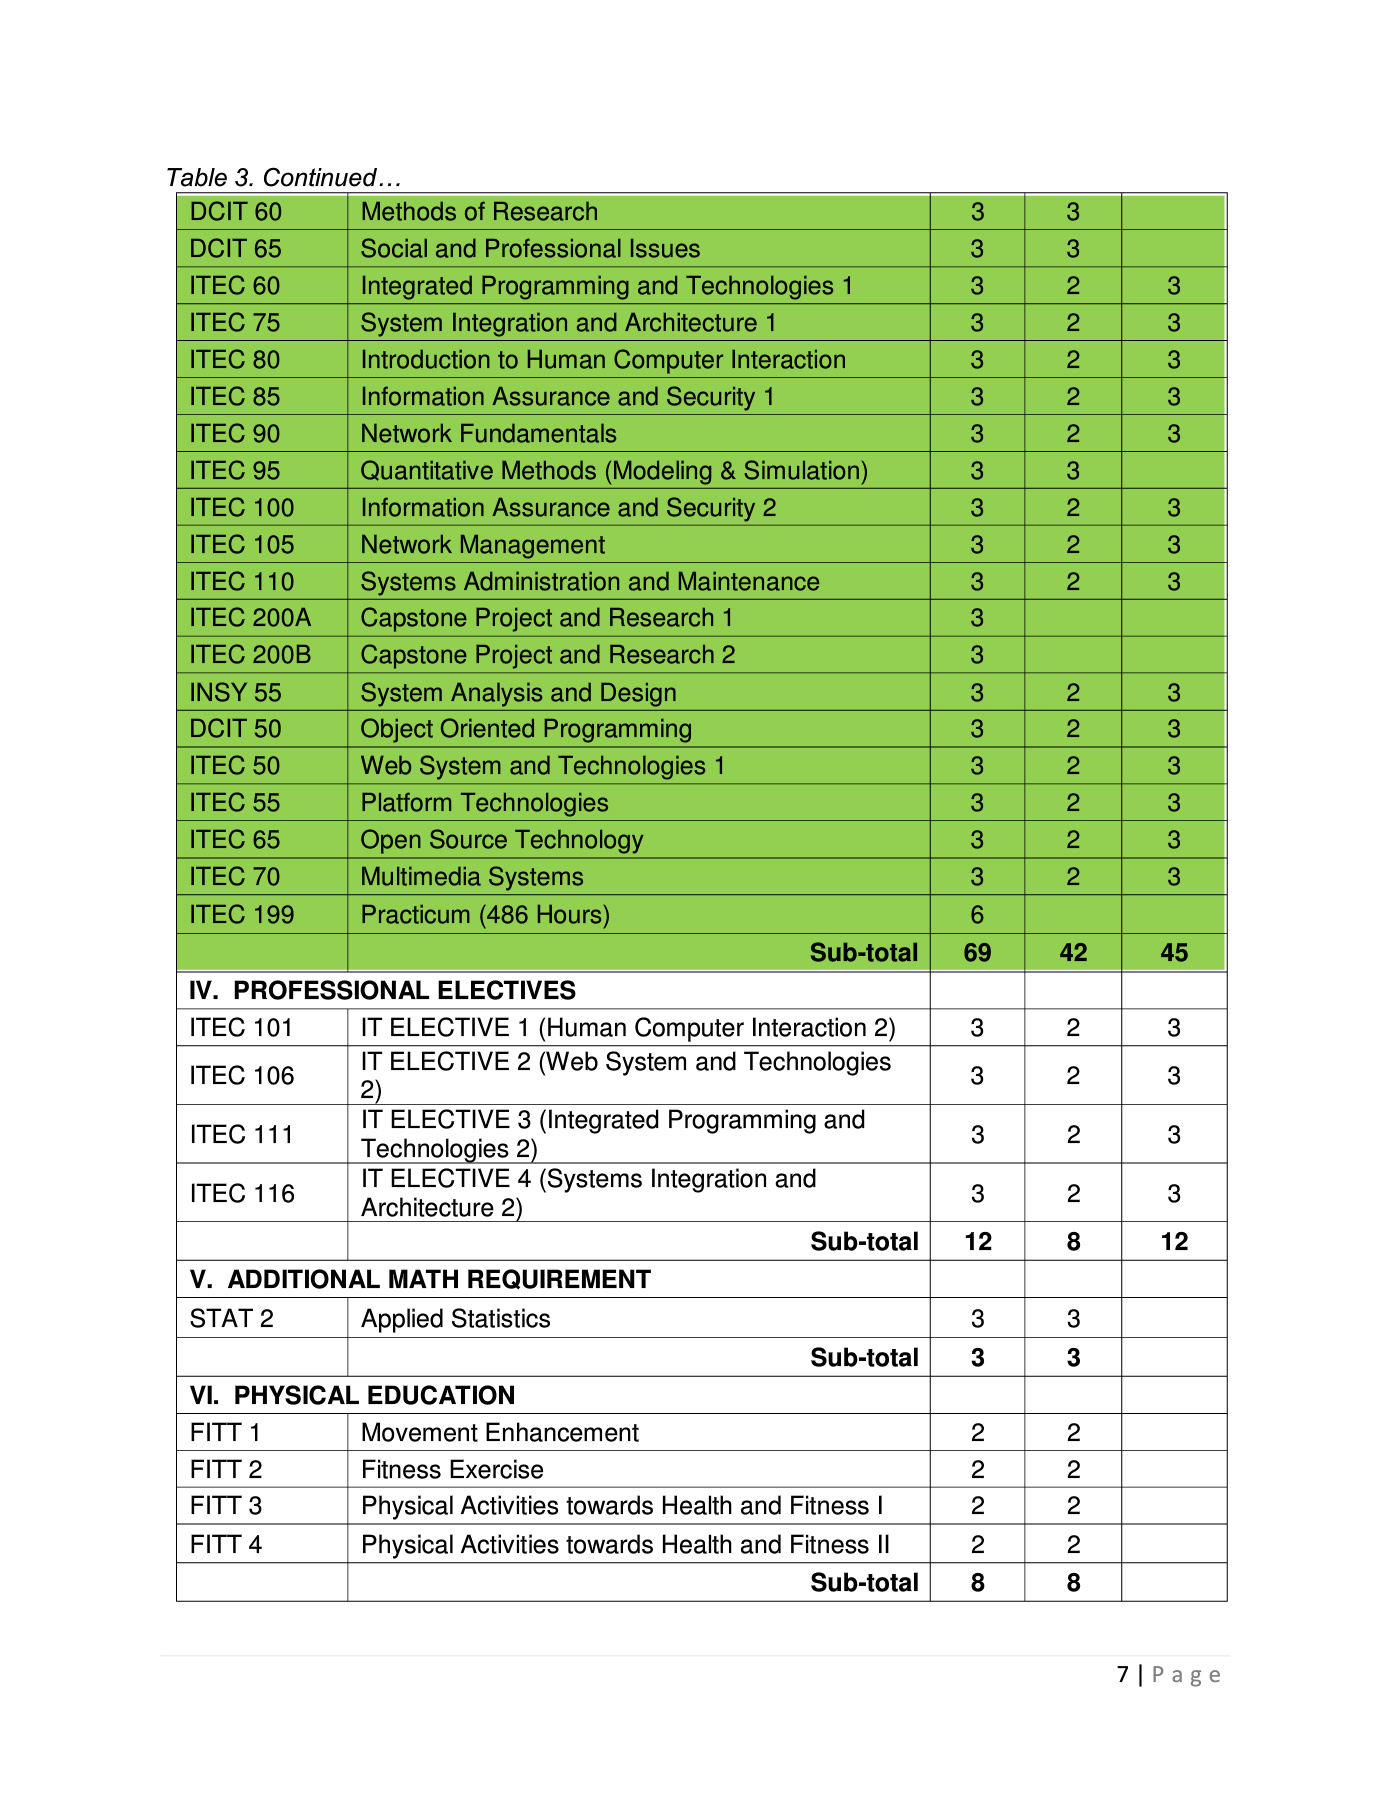 Table 3. Continued…
DCIT 60 Methods of Research 3 3
DCIT 65 Social and Professional Issues 3 3
ITEC 60 Integrated Programming and Technologies 1 3 2 3
ITEC 75 System Integration and Architecture 1 3 2 3
ITEC 80 Introduction to Human Computer Interaction 3 2 3
ITEC 85 Information Assurance and Security 1 3 2 3
ITEC 90 Network Fundamentals 3 2 3
ITEC 95 Quantitative Methods (Modeling & Simulation) 3 3
ITEC 100 Information Assurance and Security 2 3 2 3
ITEC 105 Network Management 3 2 3
ITEC 110 Systems Administration and Maintenance 3 2 3
ITEC 200A Capstone Project and Research 1 3
ITEC 200B Capstone Project and Research 2 3
INSY 55 System Analysis and Design 3 2 3
DCIT 50 Object Oriented Programming 3 2 3
ITEC 50 Web System and Technologies 1 3 2 3
ITEC 55 Platform Technologies 3 2 3
ITEC 65 Open Source Technology 3 2 3
ITEC 70 Multimedia Systems 3 2 3
ITEC 199 Practicum (486 Hours) 6
Sub-total 69 42 45
IV. PROFESSIONAL ELECTIVES
ITEC 101 IT ELECTIVE 1 (Human Computer Interaction 2) 3 2 3
ITEC 106 IT ELECTIVE 2 (Web System and Technologies
2) 3 2 3
ITEC 111 IT ELECTIVE 3 (Integrated Programming and
Technologies 2) 3 2 3
ITEC 116 IT ELECTIVE 4 (Systems Integration and
Architecture 2) 3 2 3
Sub-total 12 8 12
V. ADDITIONAL MATH REQUIREMENT
STAT 2 Applied Statistics 3 3
Sub-total 3 3
VI. PHYSICAL EDUCATION
FITT 1 Movement Enhancement 2 2
FITT 2 Fitness Exercise 2 2
FITT 3 Physical Activities towards Health and Fitness I 2 2
FITT 4 Physical Activities towards Health and Fitness II 2 2
Sub-total 8 8
7 | Page